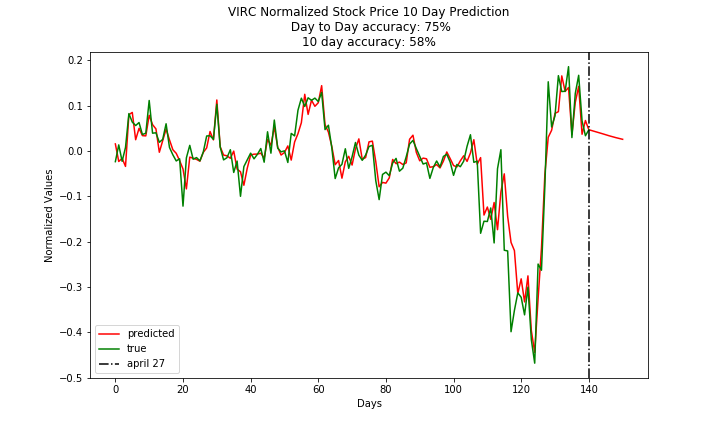 VIRC Normalized Stock Price 10 Day Prediction
Day to Day accuracy: 75%
10 day accuracy: 58%
Normalized Values
0.2
0.1
0.0
−0.1
−0.2
−0.3
−0.4
−0.5
predicted
true
april 27
0
20
40
60
80
100
120
140
Days